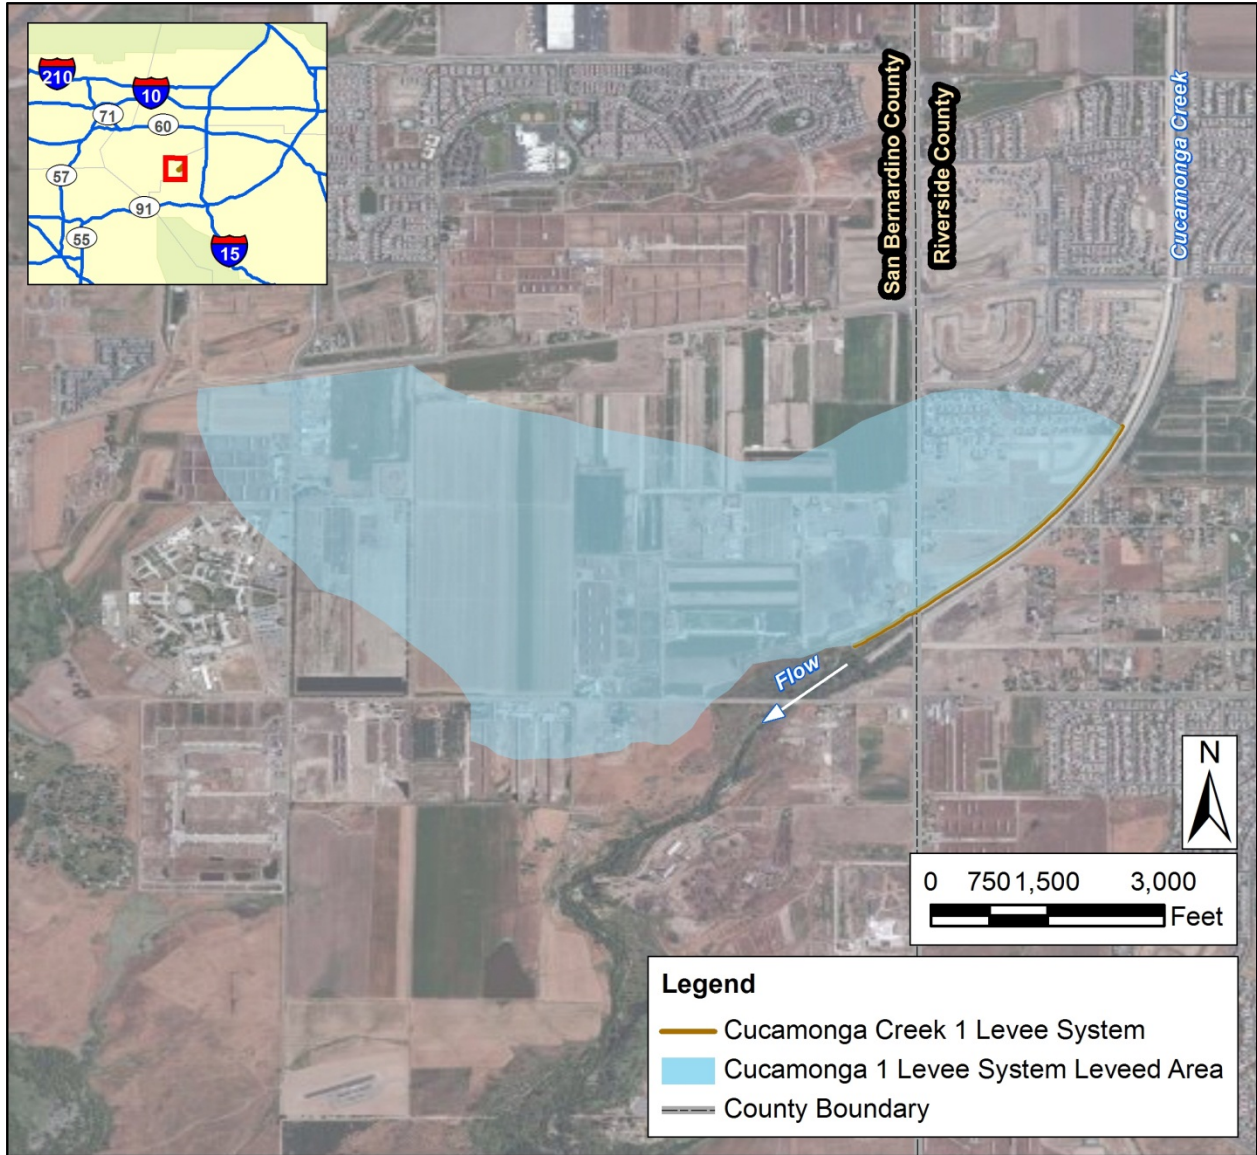 210
10
71
60
57
91
55
15
San Bernardino County
Riverside County
Cucamonga Creek
Flow
N
0 750 1,500 3,000
Feet
Legend
Cucamonga Creek 1 Levee System
Cucamonga 1 Levee System Leveed Area
County Boundary